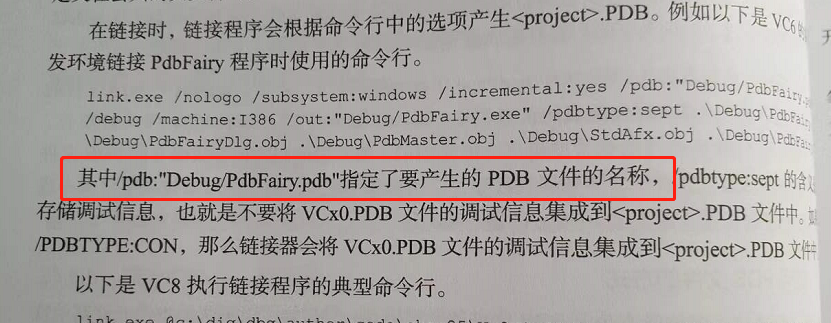 在链接时，链接程序会根据命令行中的选项产生<project>.PDB。例如以下是 VC6
发环境链接 PdbFairy 程序时使用的命令行。
link.exe /nologo /subsystem:windows /incremental:yes /pdb:"Debug/PdbFairy.
/debug /machine:I386 /out:"Debug/PdbFairy.exe" /pdbtype:sept .\Debug\PdbFa
\Debug\PdbFairyDlg.obj .\Debug\PdbMaster.obj .\Debug\StdAfx.obj .\Debug\PdbFa
其中/pdb:"Debug/PdbFairy.pdb"指定了要产生的 PDB 文件的名称，/pdbtype:sept 的含义
存储调试信息，也就是不要将 VCx0.PDB 文件的调试信息集成到<project>.PDB 文件中。如
/PDBTYPE:CON，那么链接器会将 VCx0.PDB 文件的调试信息集成到<project>.PDB 文件中
以下是 VC8 执行链接程序的典型命令行。